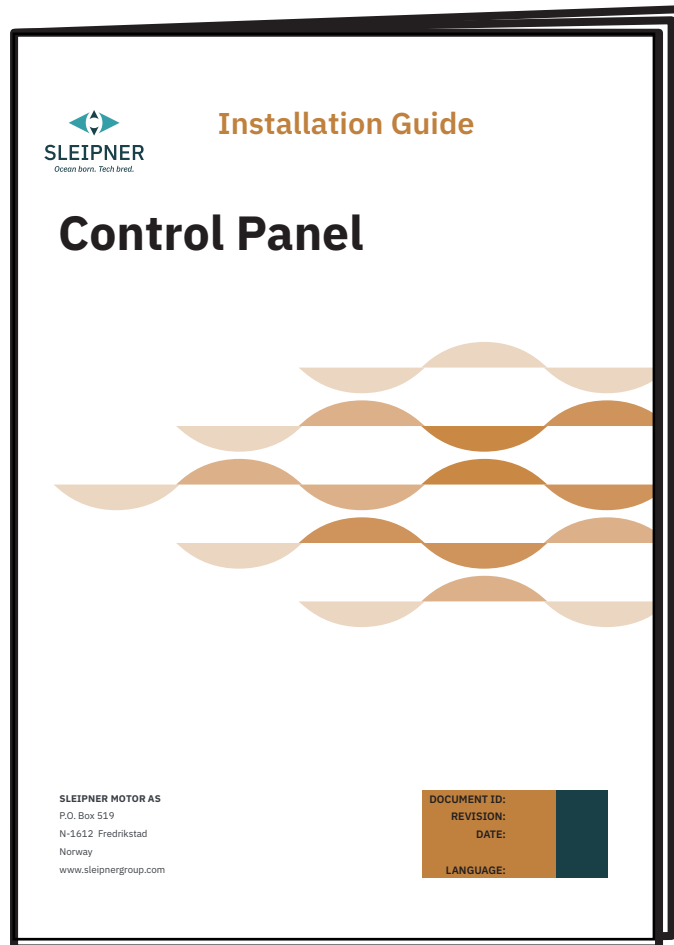 Installation Guide
SLEIPNER
Ocean born. Tech bred.
Control Panel
SLEIPNER MOTOR AS
P.O. Box 519
N-1612 Fredrikstad
Norway
www.sleipnergroup.com
DOCUMENT ID:
REVISION:
DATE:
LANGUAGE: